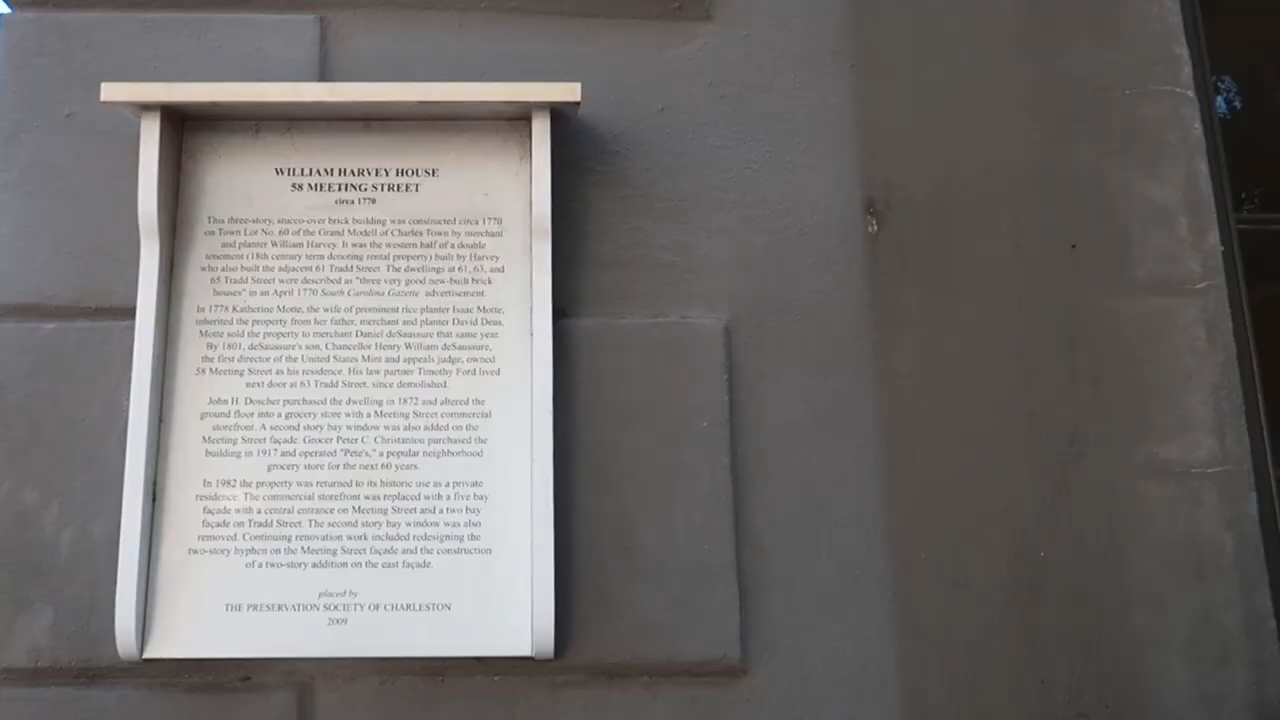 WILLIAM HARVEY HOUSE
58 MEETING STREET
circa 1770
This three-story, stucco-over brick building was constructed circa 1770
on Town Lot No. 60 of the Grand Modell of Charles Town by merchant
and planter William Harvey. It was the western half of a double
tenement (18th century term denoting rental property) built by Harvey
who also built the adjacent 61 Tradd Street. The dwellings at 61, 63, and
65 Tradd Street were described as "three very good new-built brick
houses" in an April 1770 South Carolina Gazette advertisement.
In 1778 Katherine Motte, the wife of prominent rice planter Isaac Motte,
inherited the property from her father, merchant and planter David Deas.
Motte sold the property to merchant Daniel deSaussure that same year.
By 1801, deSaussure's son, Chancellor Henry William deSaussure,
the first director of the United States Mint and appeals judge, owned
58 Meeting Street as his residence. His law partner Timothy Ford lived
next door at 63 Tradd Street, since demolished.
John H. Doscher purchased the dwelling in 1872 and altered the
ground floor into a grocery store with a Meeting Street commercial
storefront. A second story bay window was also added on the
Meeting Street façade. Grocer Peter C. Christantou purchased the
building in 1917 and operated "Pete's," a popular neighborhood
grocery store for the next 60 years.
In 1982 the property was returned to its historic use as a private
residence. The commercial storefront was replaced with a five bay
façade with a central entrance on Meeting Street and a two bay
façade on Tradd Street. The second story bay window was also
removed. Continuing renovation work included redesigning the
two-story hyphen on the Meeting Street façade and the construction
of a two-story addition on the east façade.
placed by
THE PRESERVATION SOCIETY OF CHARLESTON
2009